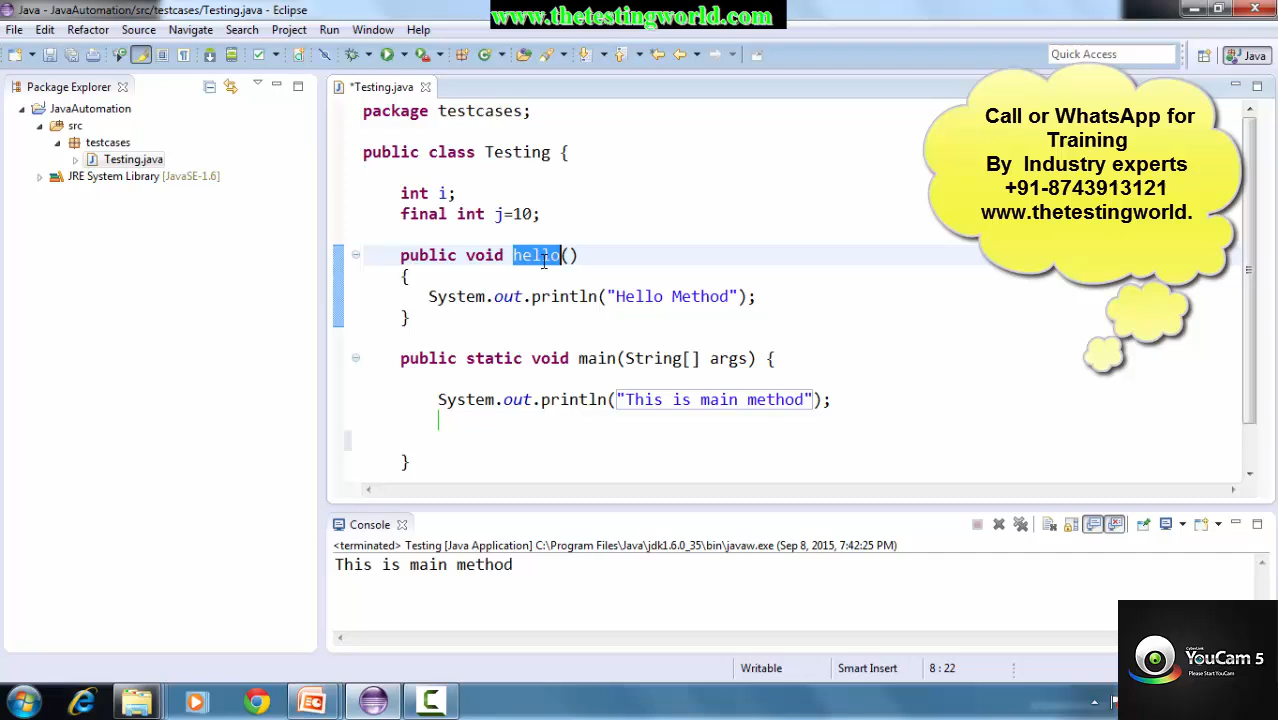 Java - JavaAutomation/src/testcases/Testing.java - Eclipse
www.thetestingworld.com
File Edit Refactor Source Navigate Search Project Run Window Help
Quick Access
Java
Package Explorer
*Testing.java
JavaAutomation
src
testcases
Testing.java
JRE System Library [JavaSE-1.6]
package testcases;
public class Testing {
int i;
final int j=10;
public void hello()
{
System.out.println("Hello Method");
}
public static void main(String[] args) {
System.out.println("This is main method");
}
Call or WhatsApp for
Training
By Industry experts
+91-8743913121
www.thetestingworld.
Console
<terminated> Testing [Java Application] C:\Program Files\Java\jdk1.6.0_35\bin\javaw.exe (Sep 8, 2015, 7:42:25 PM)
This is main method
Writable Smart Insert 8 : 22
CyberLink
YouCam 5
Please Start YouCam